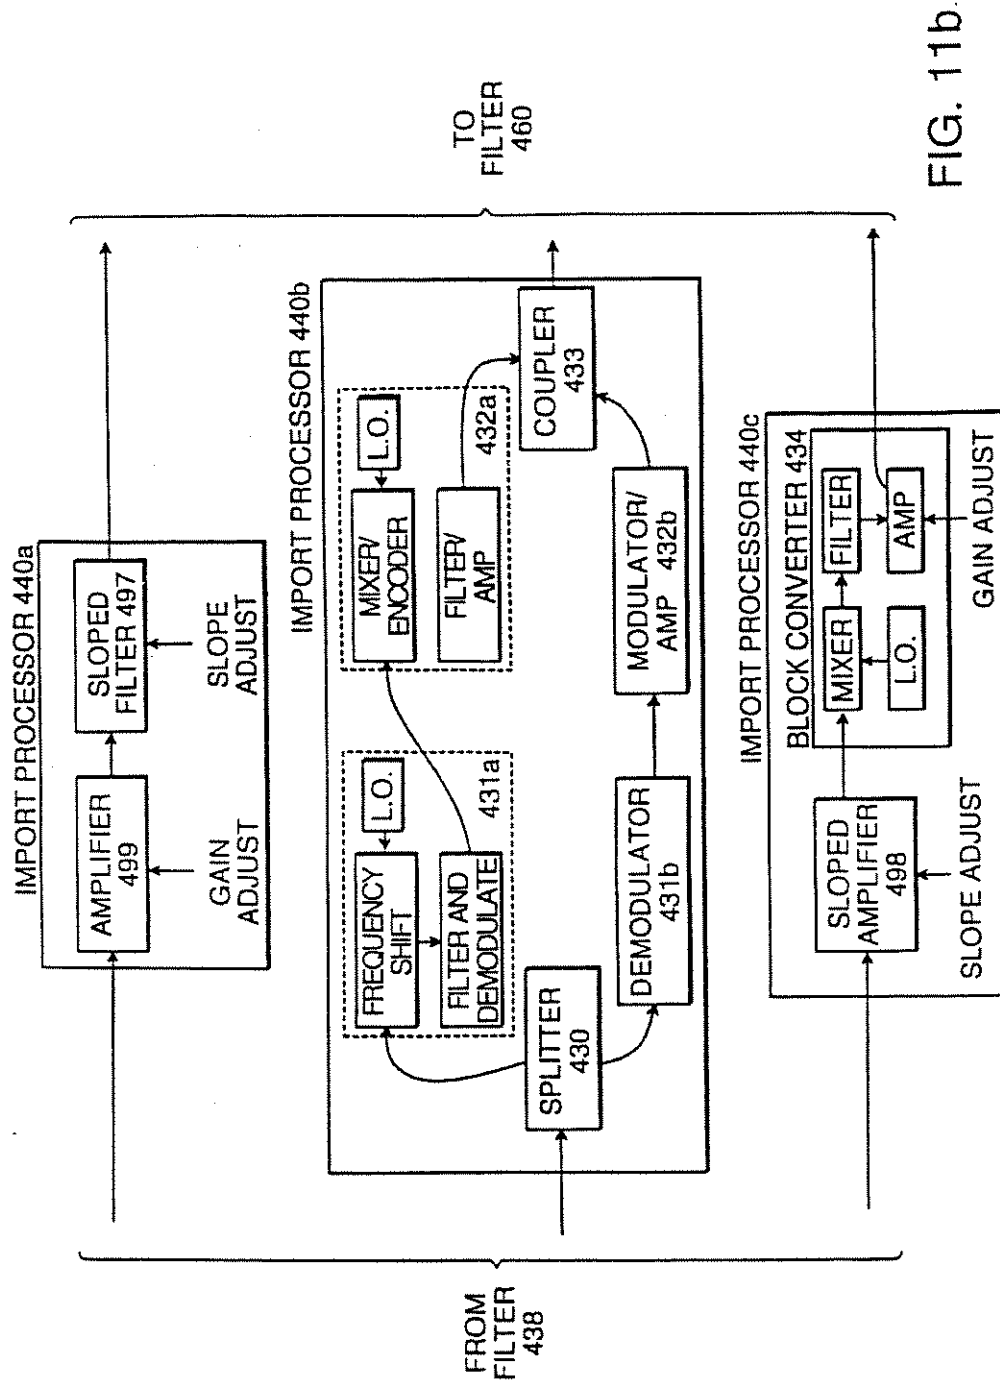 FROM
FILTER
438
IMPORT PROCESSOR 440a
AMPLIFIER
499
GAIN
ADJUST
SLOPED
FILTER 497
SLOPE
ADJUST
IMPORT PROCESSOR 440b
SPLITTER
430
FREQUENCY
SHIFT
L.O.
FILTER AND
DEMODULATE
431a
MIXER/
ENCODER
L.O.
FILTER/
AMP
432a
DEMODULATOR
431b
MODULATOR/
AMP 432b
COUPLER
433
IMPORT PROCESSOR 440c
SLOPED
AMPLIFIER
498
SLOPE ADJUST
BLOCK CONVERTER 434
MIXER
FILTER
L.O.
AMP
GAIN ADJUST
TO
FILTER
460
FIG. 11b